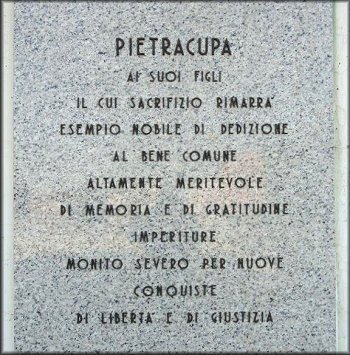 PIETRACUPA
AI SUOI FIGLI
IL CUI SACRIFIZIO RIMARRA'
ESEMPIO NOBILE DI DEDIZIONE
AL BENE COMUNE
ALTAMENTE MERITEVOLE
DI MEMORIA E DI GRATITUDINE
IMPERITURE
MONITO SEVERO PER NUOVE
CONQUISTE
DI LIBERTA' E DI GIUSTIZIA